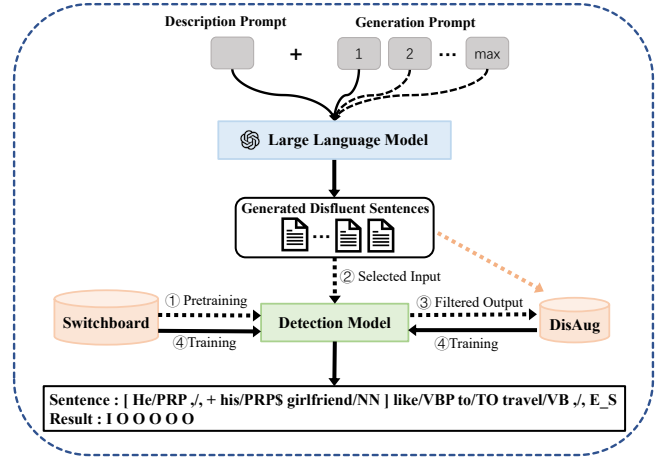 Description Prompt Generation Prompt
+ 1 2 ... max
Large Language Model
Generated Disfluent Sentences
...
② Selected Input
① Pretraining ③ Filtered Output
Switchboard Detection Model DisAug
④Training ④Training
Sentence : [ He/PRP ,/, + his/PRP$ girlfriend/NN ] like/VBP to/TO travel/VB ,/, E_S
Result : I O O O O O